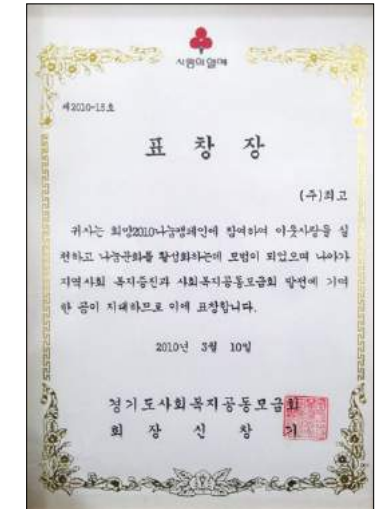 사랑의열매
제2010-15호
표 창 장
(주)최고
귀사는 희망2010나눔캠페인에 참여하여 이웃사랑을 실
천하고 나눔문화를 활성화하는데 모범이 되었으며 나아가
지역사회 복지증진과 사회복지공동모금회 발전에 기여
한 공이 지대하므로 이에 표창합니다.
2010년 3월 10일
경기도사회복지공동모금회
회 장 신 창 기